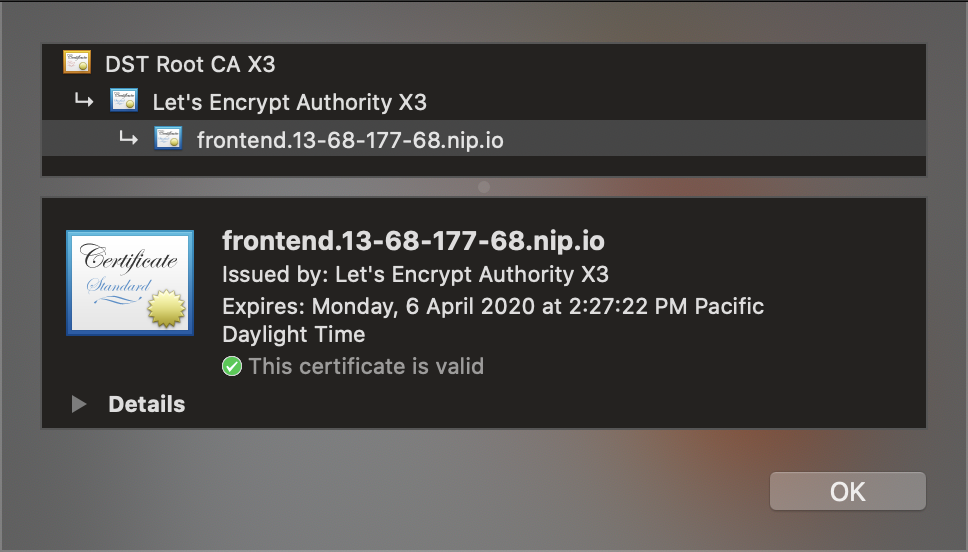 DST Root CA X3
Let's Encrypt Authority X3
frontend.13-68-177-68.nip.io
frontend.13-68-177-68.nip.io
Issued by: Let's Encrypt Authority X3
Expires: Monday, 6 April 2020 at 2:27:22 PM Pacific
Daylight Time
This certificate is valid
Certificate
Standard
Details
OK